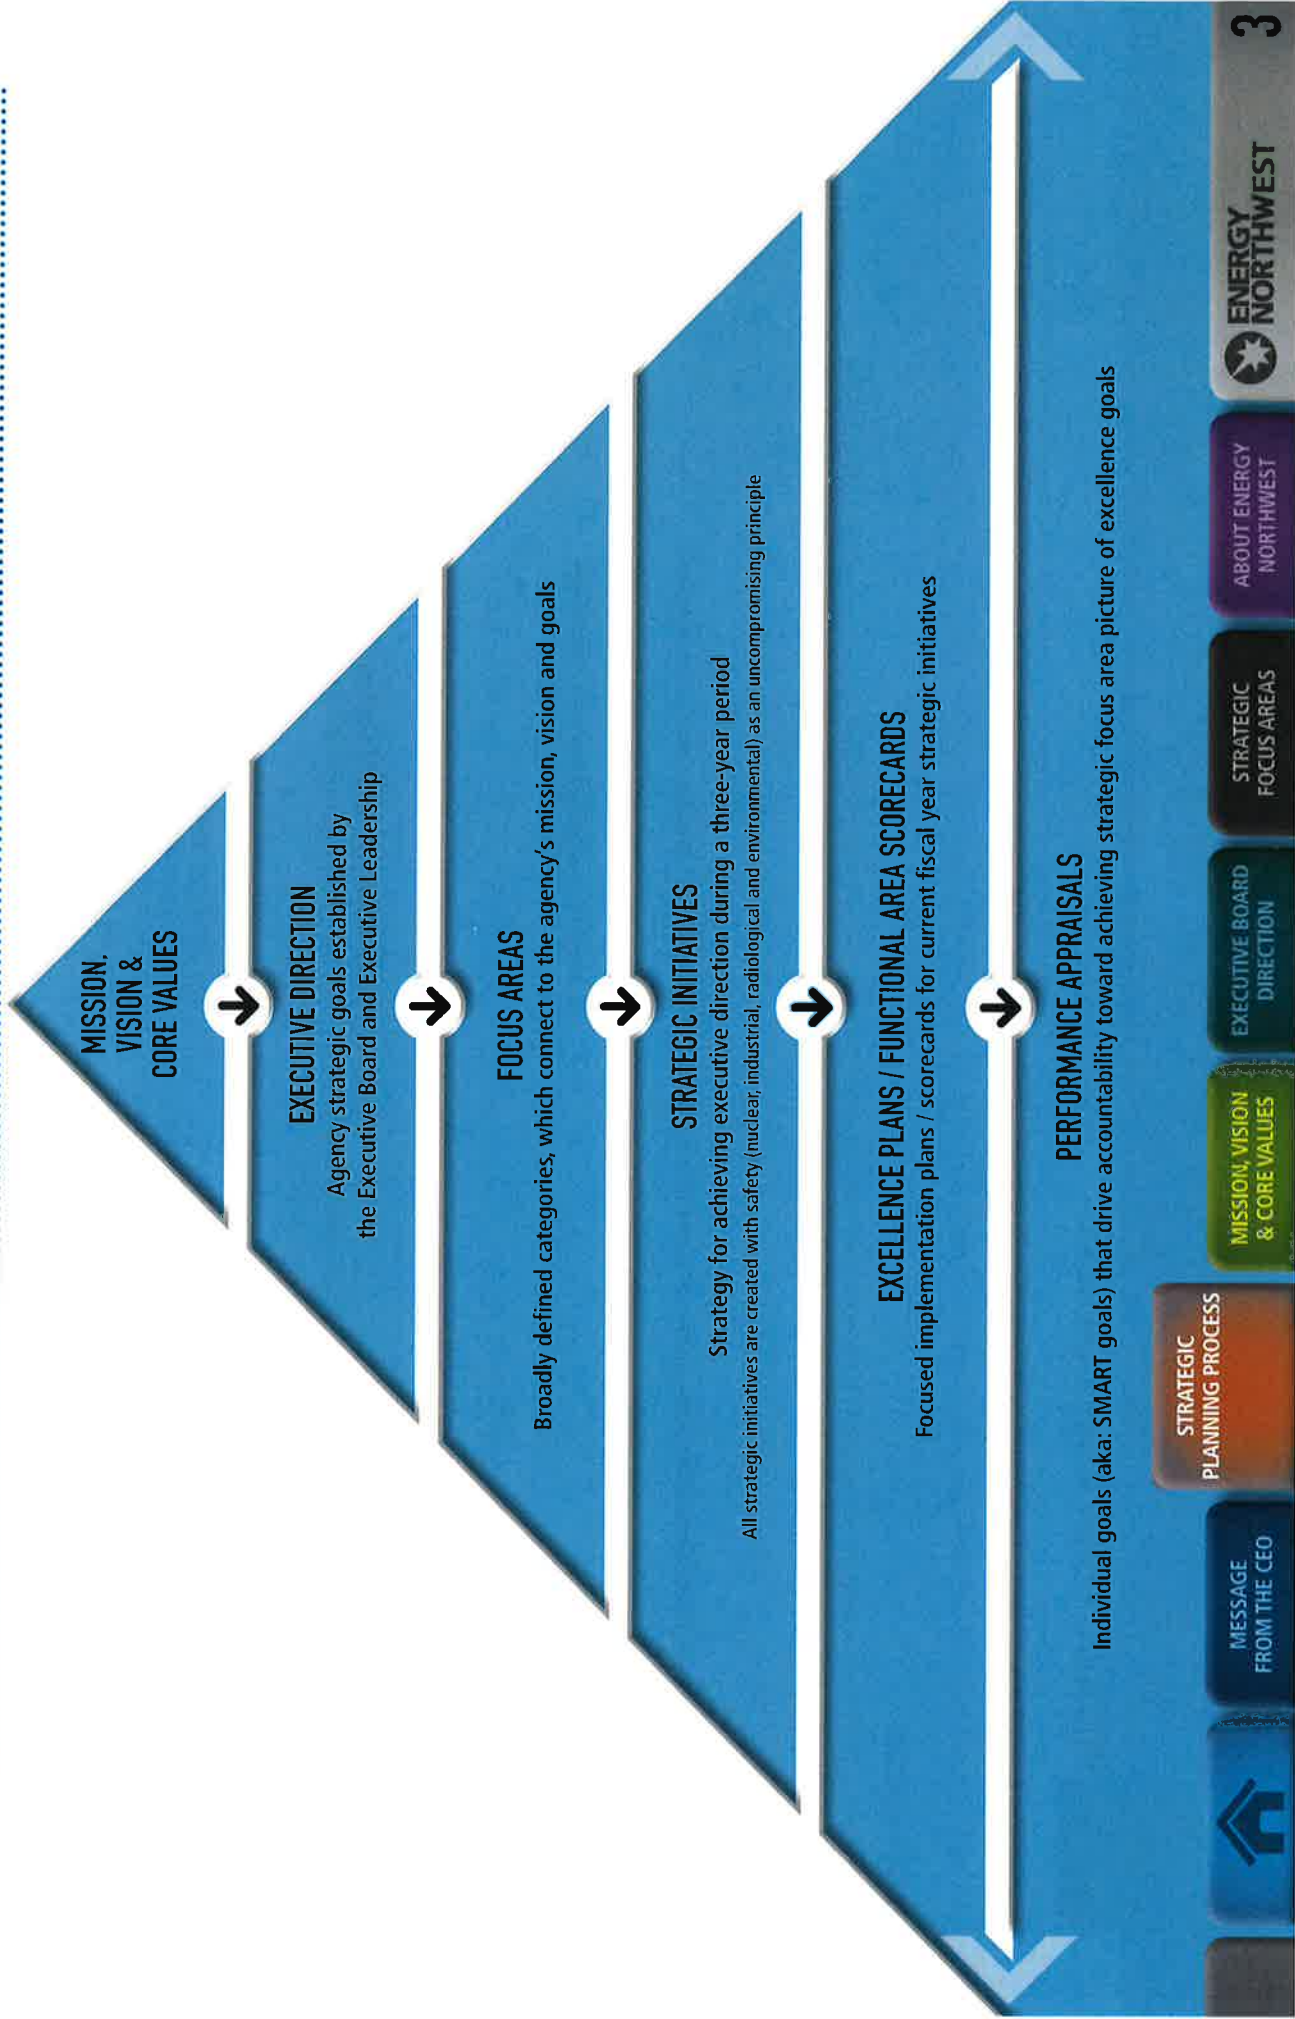 MISSION,
VISION &
CORE VALUES
EXECUTIVE DIRECTION
Agency strategic goals established by
the Executive Board and Executive Leadership
FOCUS AREAS
Broadly defined categories, which connect to the agency's mission, vision and goals
STRATEGIC INITIATIVES
Strategy for achieving executive direction during a three-year period
All strategic initiatives are created with safety (nuclear, industrial, radiological and environmental) as an uncompromising principle
EXCELLENCE PLANS / FUNCTIONAL AREA SCORECARDS
Focused implementation plans / scorecards for current fiscal year strategic initiatives
PERFORMANCE APPRAISALS
Individual goals (aka: SMART goals) that drive accountability toward achieving strategic focus area picture of excellence goals
MESSAGE
FROM THE CEO
STRATEGIC
PLANNING PROCESS
MISSION, VISION
& CORE VALUES
EXECUTIVE BOARD
DIRECTION
STRATEGIC
FOCUS AREAS
ABOUT ENERGY
NORTHWEST
ENERGY
NORTHWEST
3